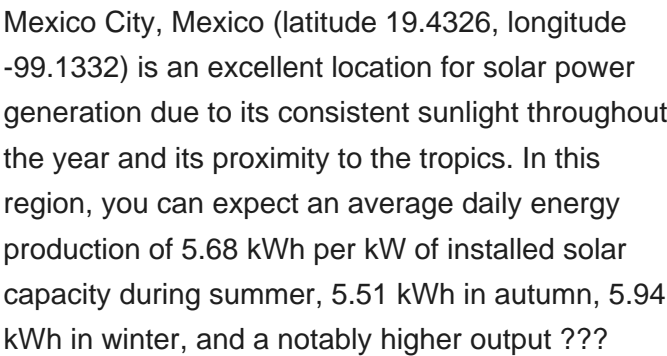 Mexico City, Mexico (latitude 19.4326, longitude
-99.1332) is an excellent location for solar power
generation due to its consistent sunlight throughout
the year and its proximity to the tropics. In this
region, you can expect an average daily energy
production of 5.68 kWh per kW of installed solar
capacity during summer, 5.51 kWh in autumn, 5.94
kWh in winter, and a notably higher output ???